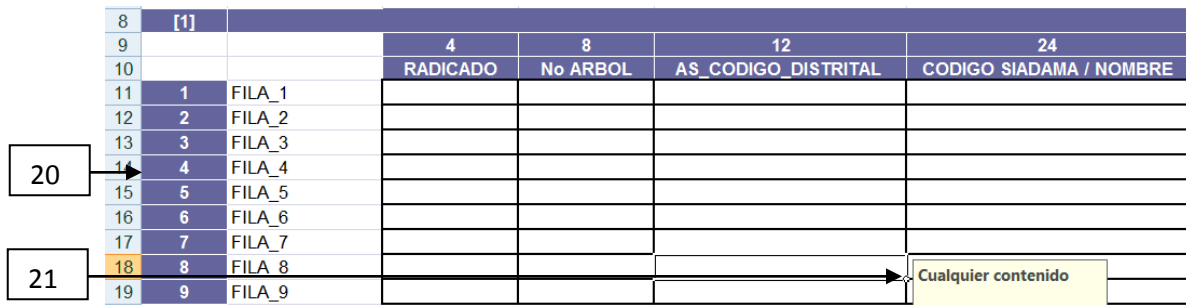 8 [1]
9 4 8 12 24
10 RADICADO No ARBOL AS_CODIGO_DISTRITAL CODIGO SIADAMA / NOMBRE
11 1 FILA_1
12 2 FILA_2
13 3 FILA_3
20 14 4 FILA_4
15 5 FILA_5
16 6 FILA_6
17 7 FILA_7
21 18 8 FILA_8 Cualquier contenido
19 9 FILA_9